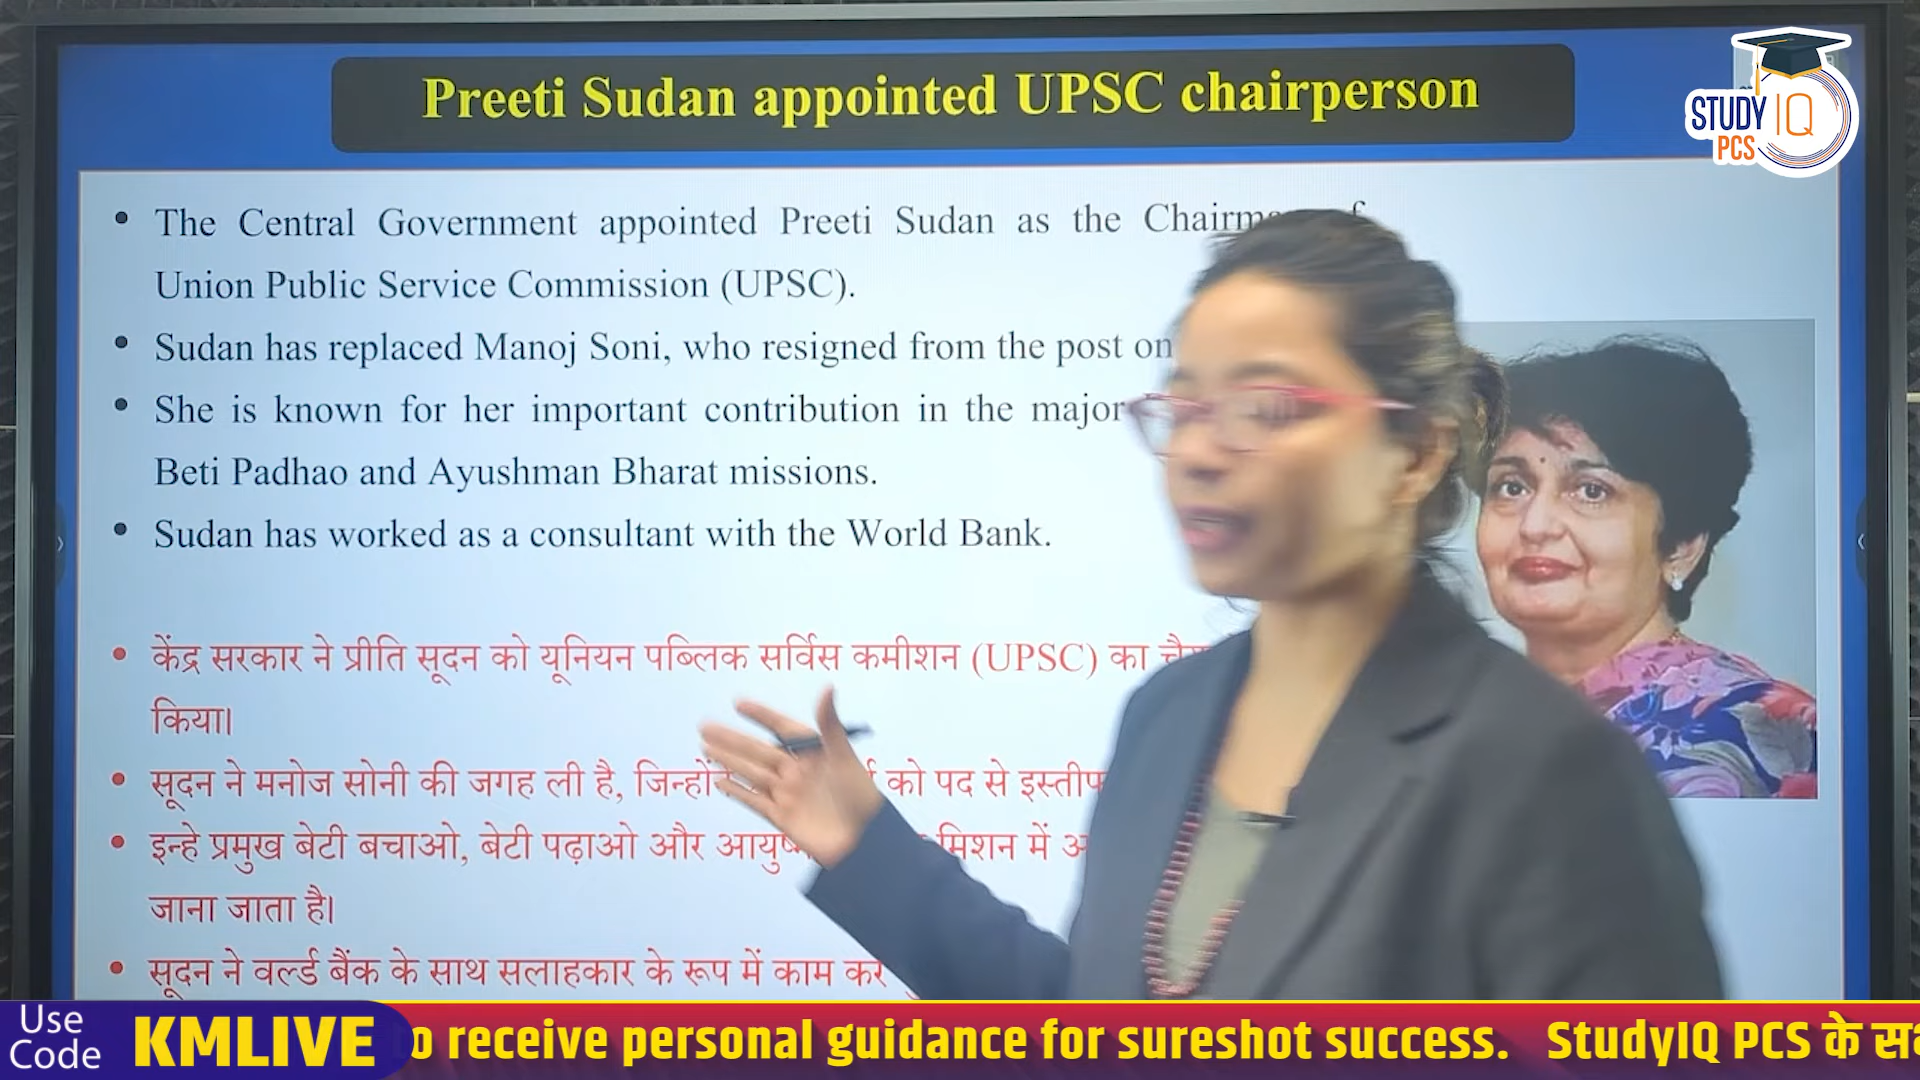 Preeti Sudan appointed UPSC chairperson
STUDY IQ
PCS
• The Central Government appointed Preeti Sudan as the
Union Public Service Commission (UPSC).
• Sudan has replaced Manoj Soni, who resigned from the post on
• She is known for her important contribution in the major
Beti Padhao and Ayushman Bharat missions.
• Sudan has worked as a consultant with the World Bank.
• केंद्र सरकार ने प्रीति सूदन को यूनियन पब्लिक सर्विस कमीशन (UPSC) का
किया।
• सूदन ने मनोज सोनी की जगह ली है, को पद से
• इन्हे प्रमुख बेटी बचाओ, बेटी पढ़ाओ और मिशन में
जाना जाता है।
• सूदन ने वर्ल्ड बैंक के साथ सलाहकार के रूप में काम कर
Use
Code
KMLIVE
to receive personal guidance for sureshot success. StudyIQ PCS के